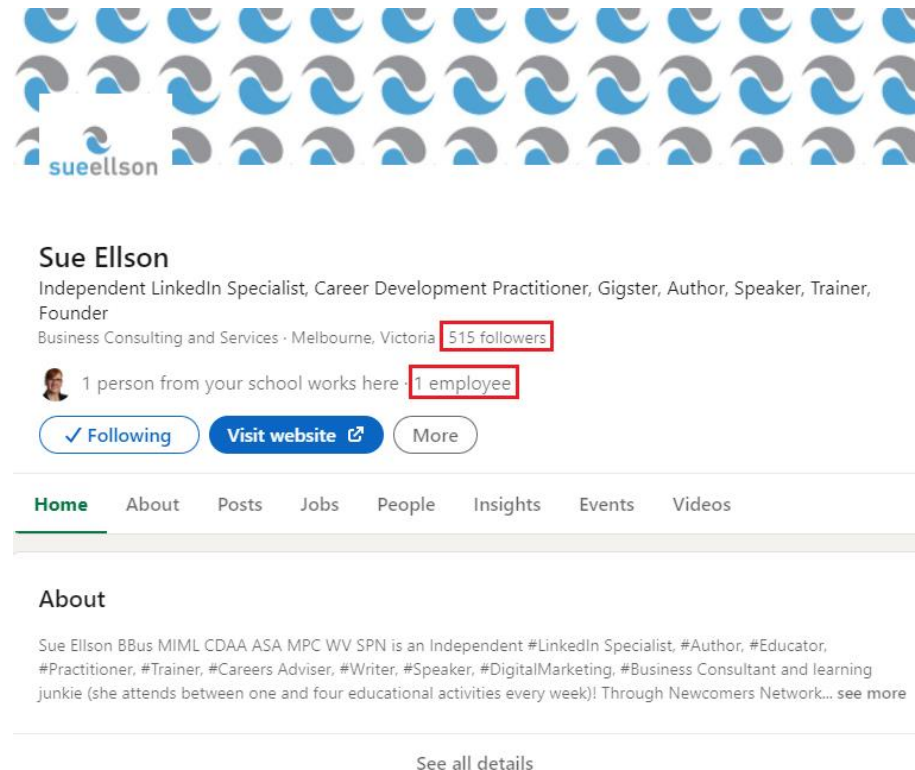 sueellson
Sue Ellson
Independent LinkedIn Specialist, Career Development Practitioner, Gigster, Author, Speaker, Trainer,
Founder
Business Consulting and Services · Melbourne, Victoria 515 followers
1 person from your school works here · 1 employee
✓ Following Visit website More
Home About Posts Jobs People Insights Events Videos
About
Sue Ellson BBus MIML CDAA ASA MPC WV SPN is an Independent #LinkedIn Specialist, #Author, #Educator,
#Practitioner, #Trainer, #Careers Adviser, #Writer, #Speaker, #DigitalMarketing, #Business Consultant and learning
junkie (she attends between one and four educational activities every week)! Through Newcomers Network... see more
See all details